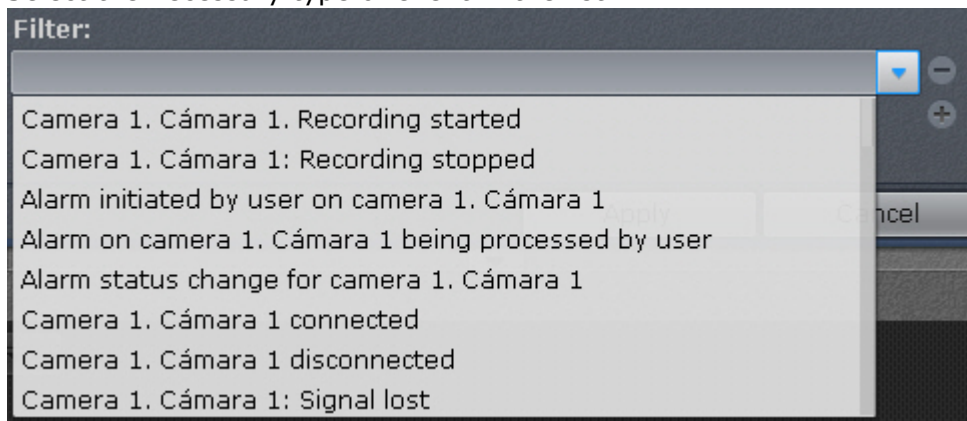 Filter:
Camera 1. Cámara 1. Recording started
Camera 1. Cámara 1: Recording stopped
Alarm initiated by user on camera 1. Cámara 1
Apply
Cancel
Alarm on camera 1. Cámara 1 being processed by user
Alarm status change for camera 1. Cámara 1
Camera 1. Cámara 1 connected
Camera 1. Cámara 1 disconnected
Camera 1. Cámara 1: Signal lost